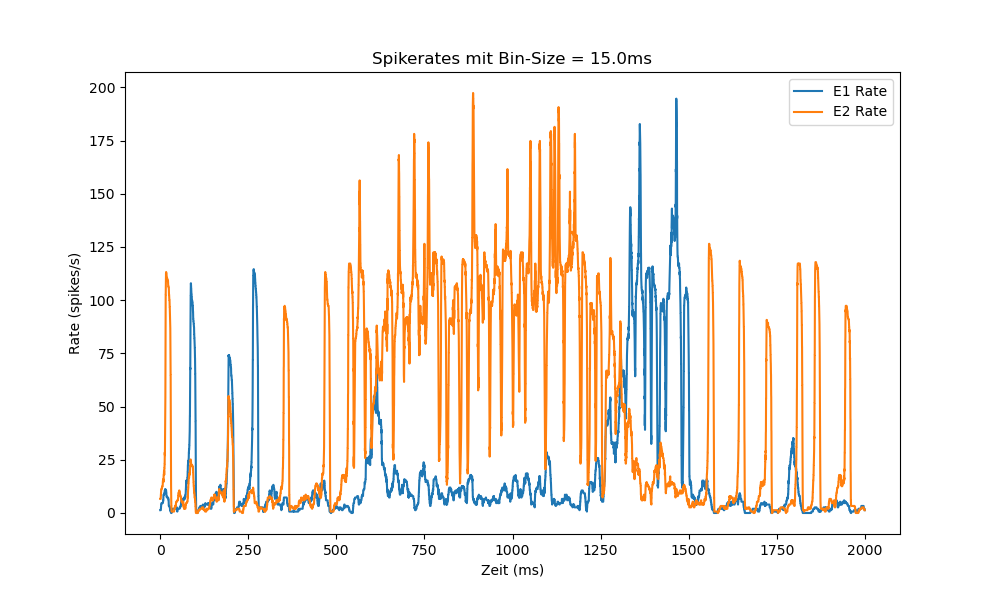 Spikerates mit Bin-Size = 15.0ms
E1 Rate
E2 Rate
200
175
150
125
100
75
50
25
0
Rate (spikes/s)
0 250 500 750 1000 1250 1500 1750 2000
Zeit (ms)